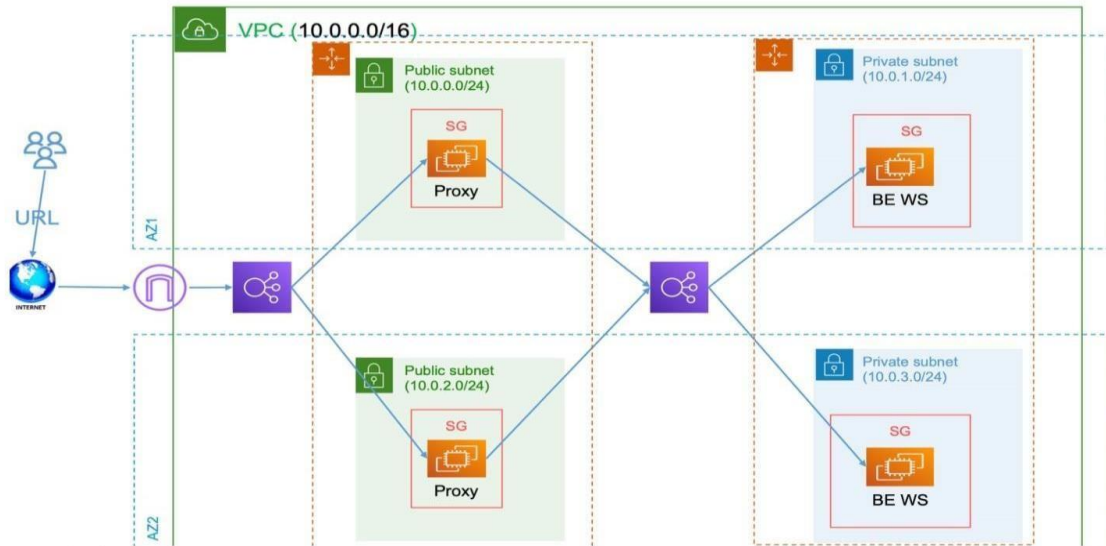 VPC (10.0.0.0/16)
Public subnet
(10.0.0.0/24)
SG
Proxy
Private subnet
(10.0.1.0/24)
SG
BE WS
AZ1
URL
INTERNET
Public subnet
(10.0.2.0/24)
SG
Proxy
Private subnet
(10.0.3.0/24)
SG
BE WS
AZ2